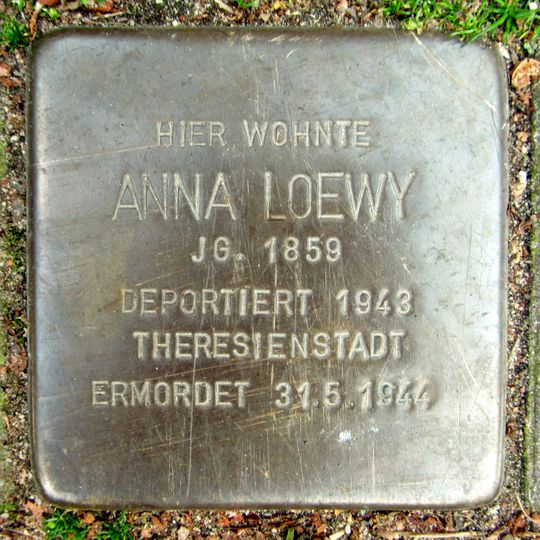 HIER WOHNTE
ANNA LOEWY
JG. 1859
DEPORTIERT 1943
THERESIENSTADT
ERMORDET 31.5.1944